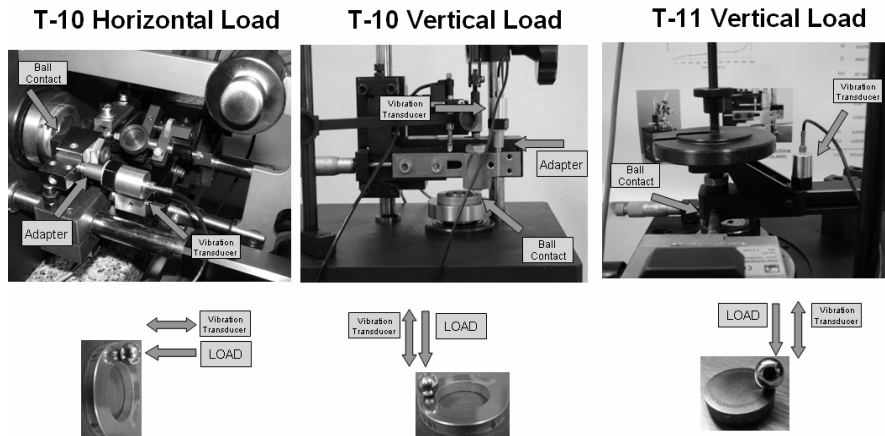 T-10 Horizontal Load
T-10 Vertical Load
T-11 Vertical Load
Ball
Contact
Adapter
Vibration
Transducer
Vibration
Transducer
Adapter
Ball
Contact
Vibration
Transducer
Ball
Contact
Vibration
Transducer
LOAD
Vibration
Transducer
LOAD
LOAD
Vibration
Transducer